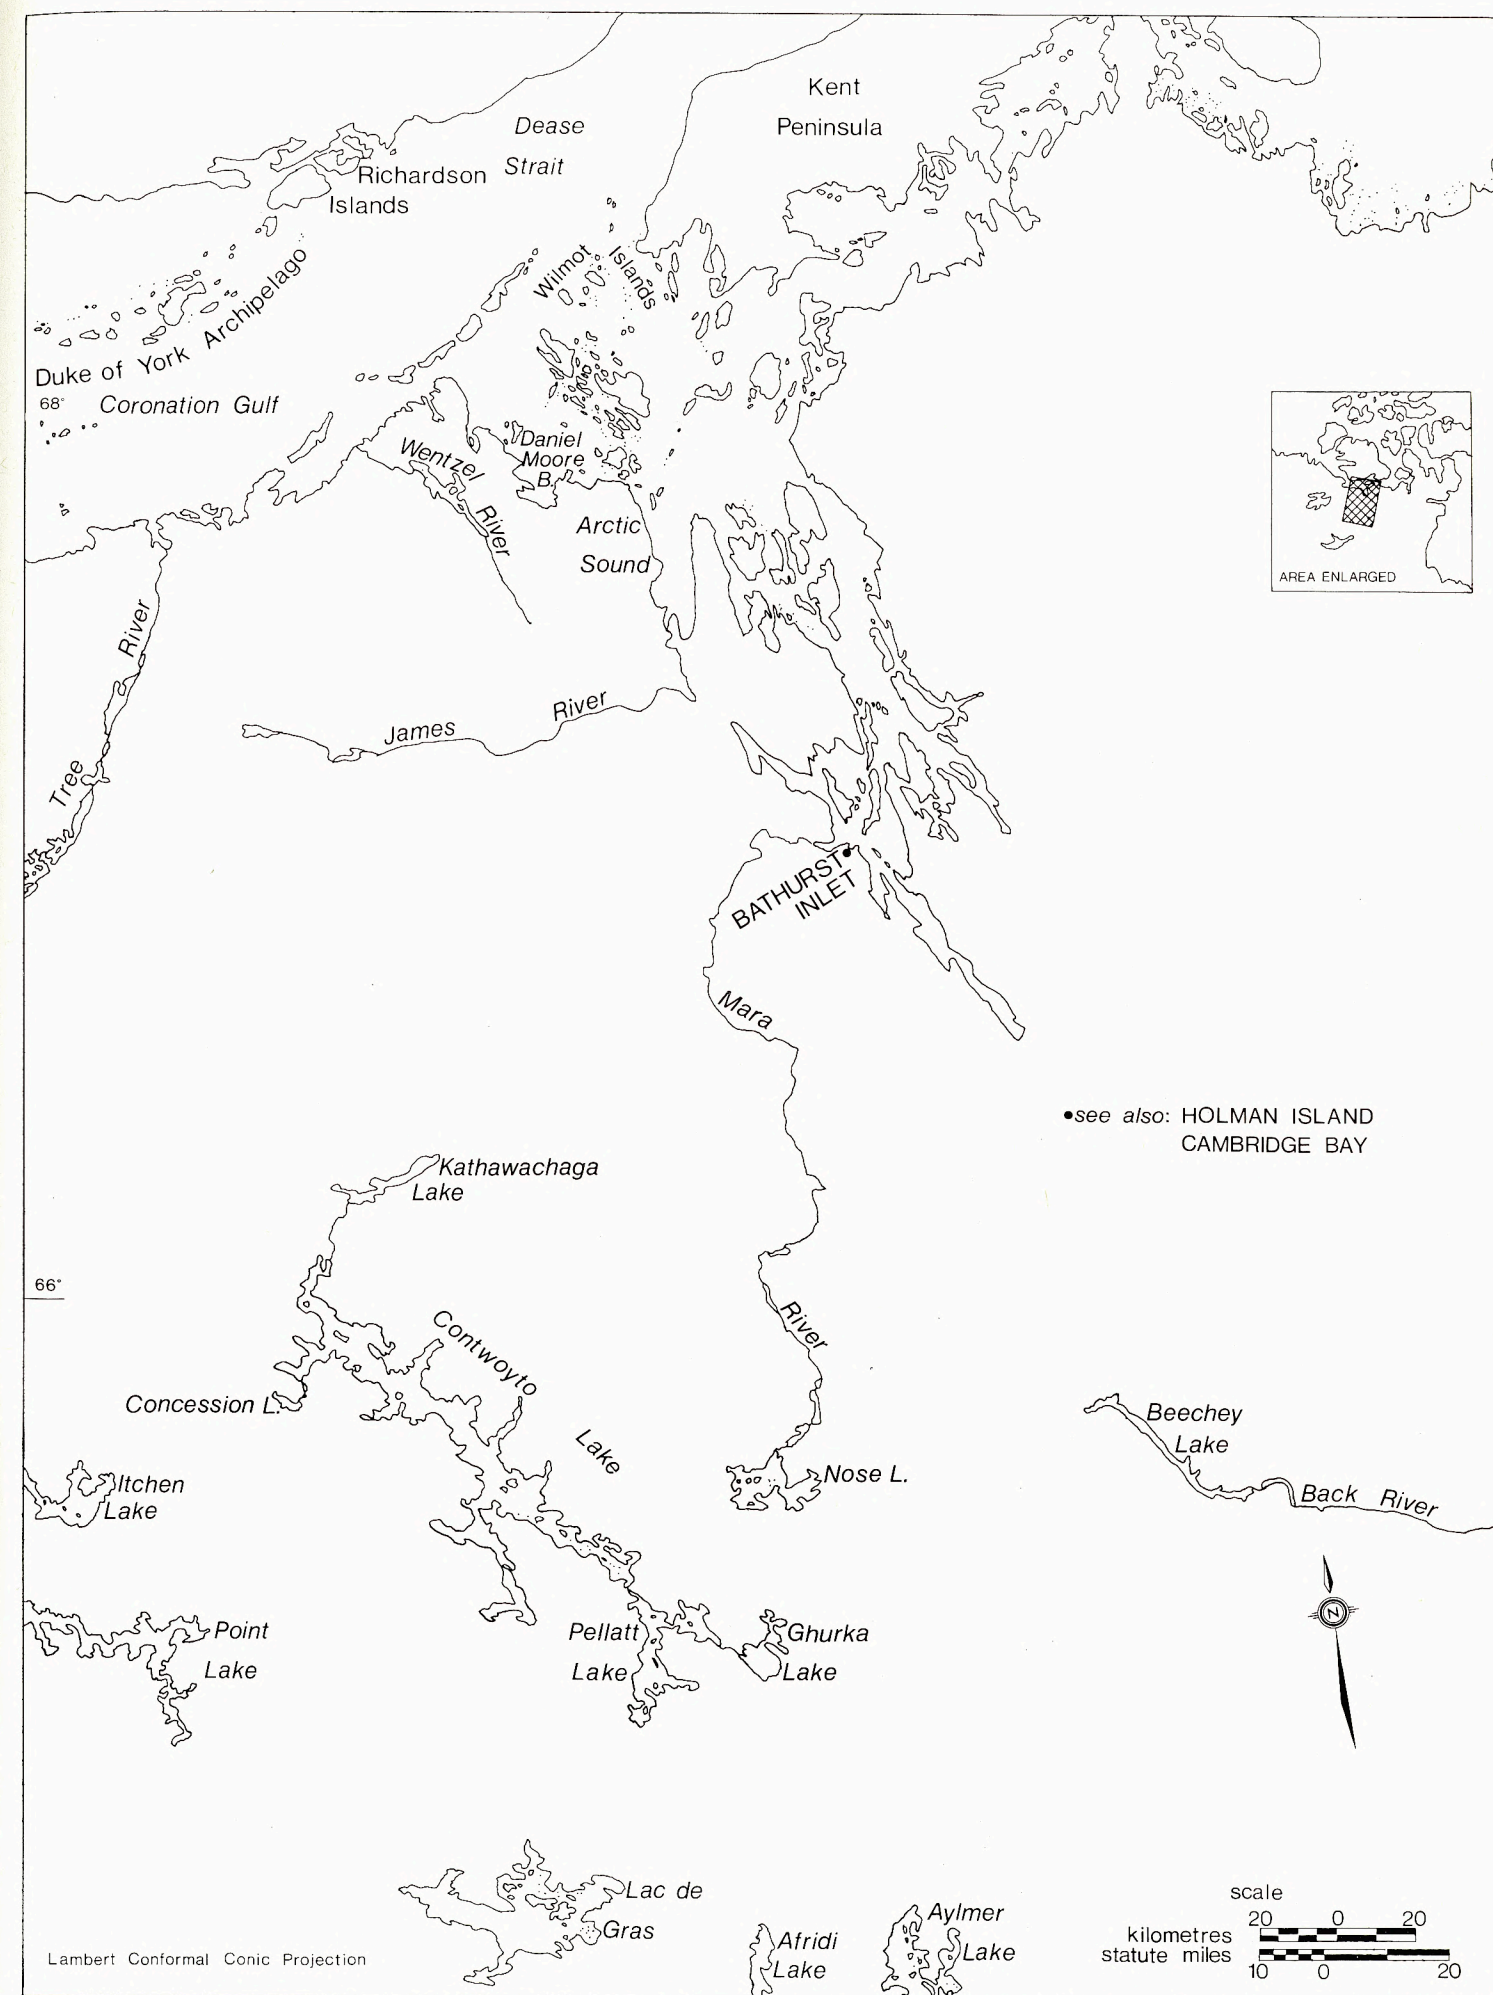 Kent
Peninsula
Dease
Strait
Richardson
Islands
Wilmot Islands
Duke of York Archipelago
68°
Coronation Gulf
Daniel
Moore
B.
Wentzel River
Arctic
Sound
AREA ENLARGED
Tree River
James River
BATHURST
INLET
Mara River
•see also: HOLMAN ISLAND
CAMBRIDGE BAY
Kathawachaga
Lake
66°
Contwoyto Lake
Concession L.
Beechey
Lake
Nose L.
Itchen
Lake
Back River
N
Point
Lake
Pellatt
Lake
Ghurka
Lake
Lac de
Gras
Afridi
Lake
Aylmer
Lake
scale
20 0 20
kilometres
statute miles
10 0 20
Lambert Conformal Conic Projection